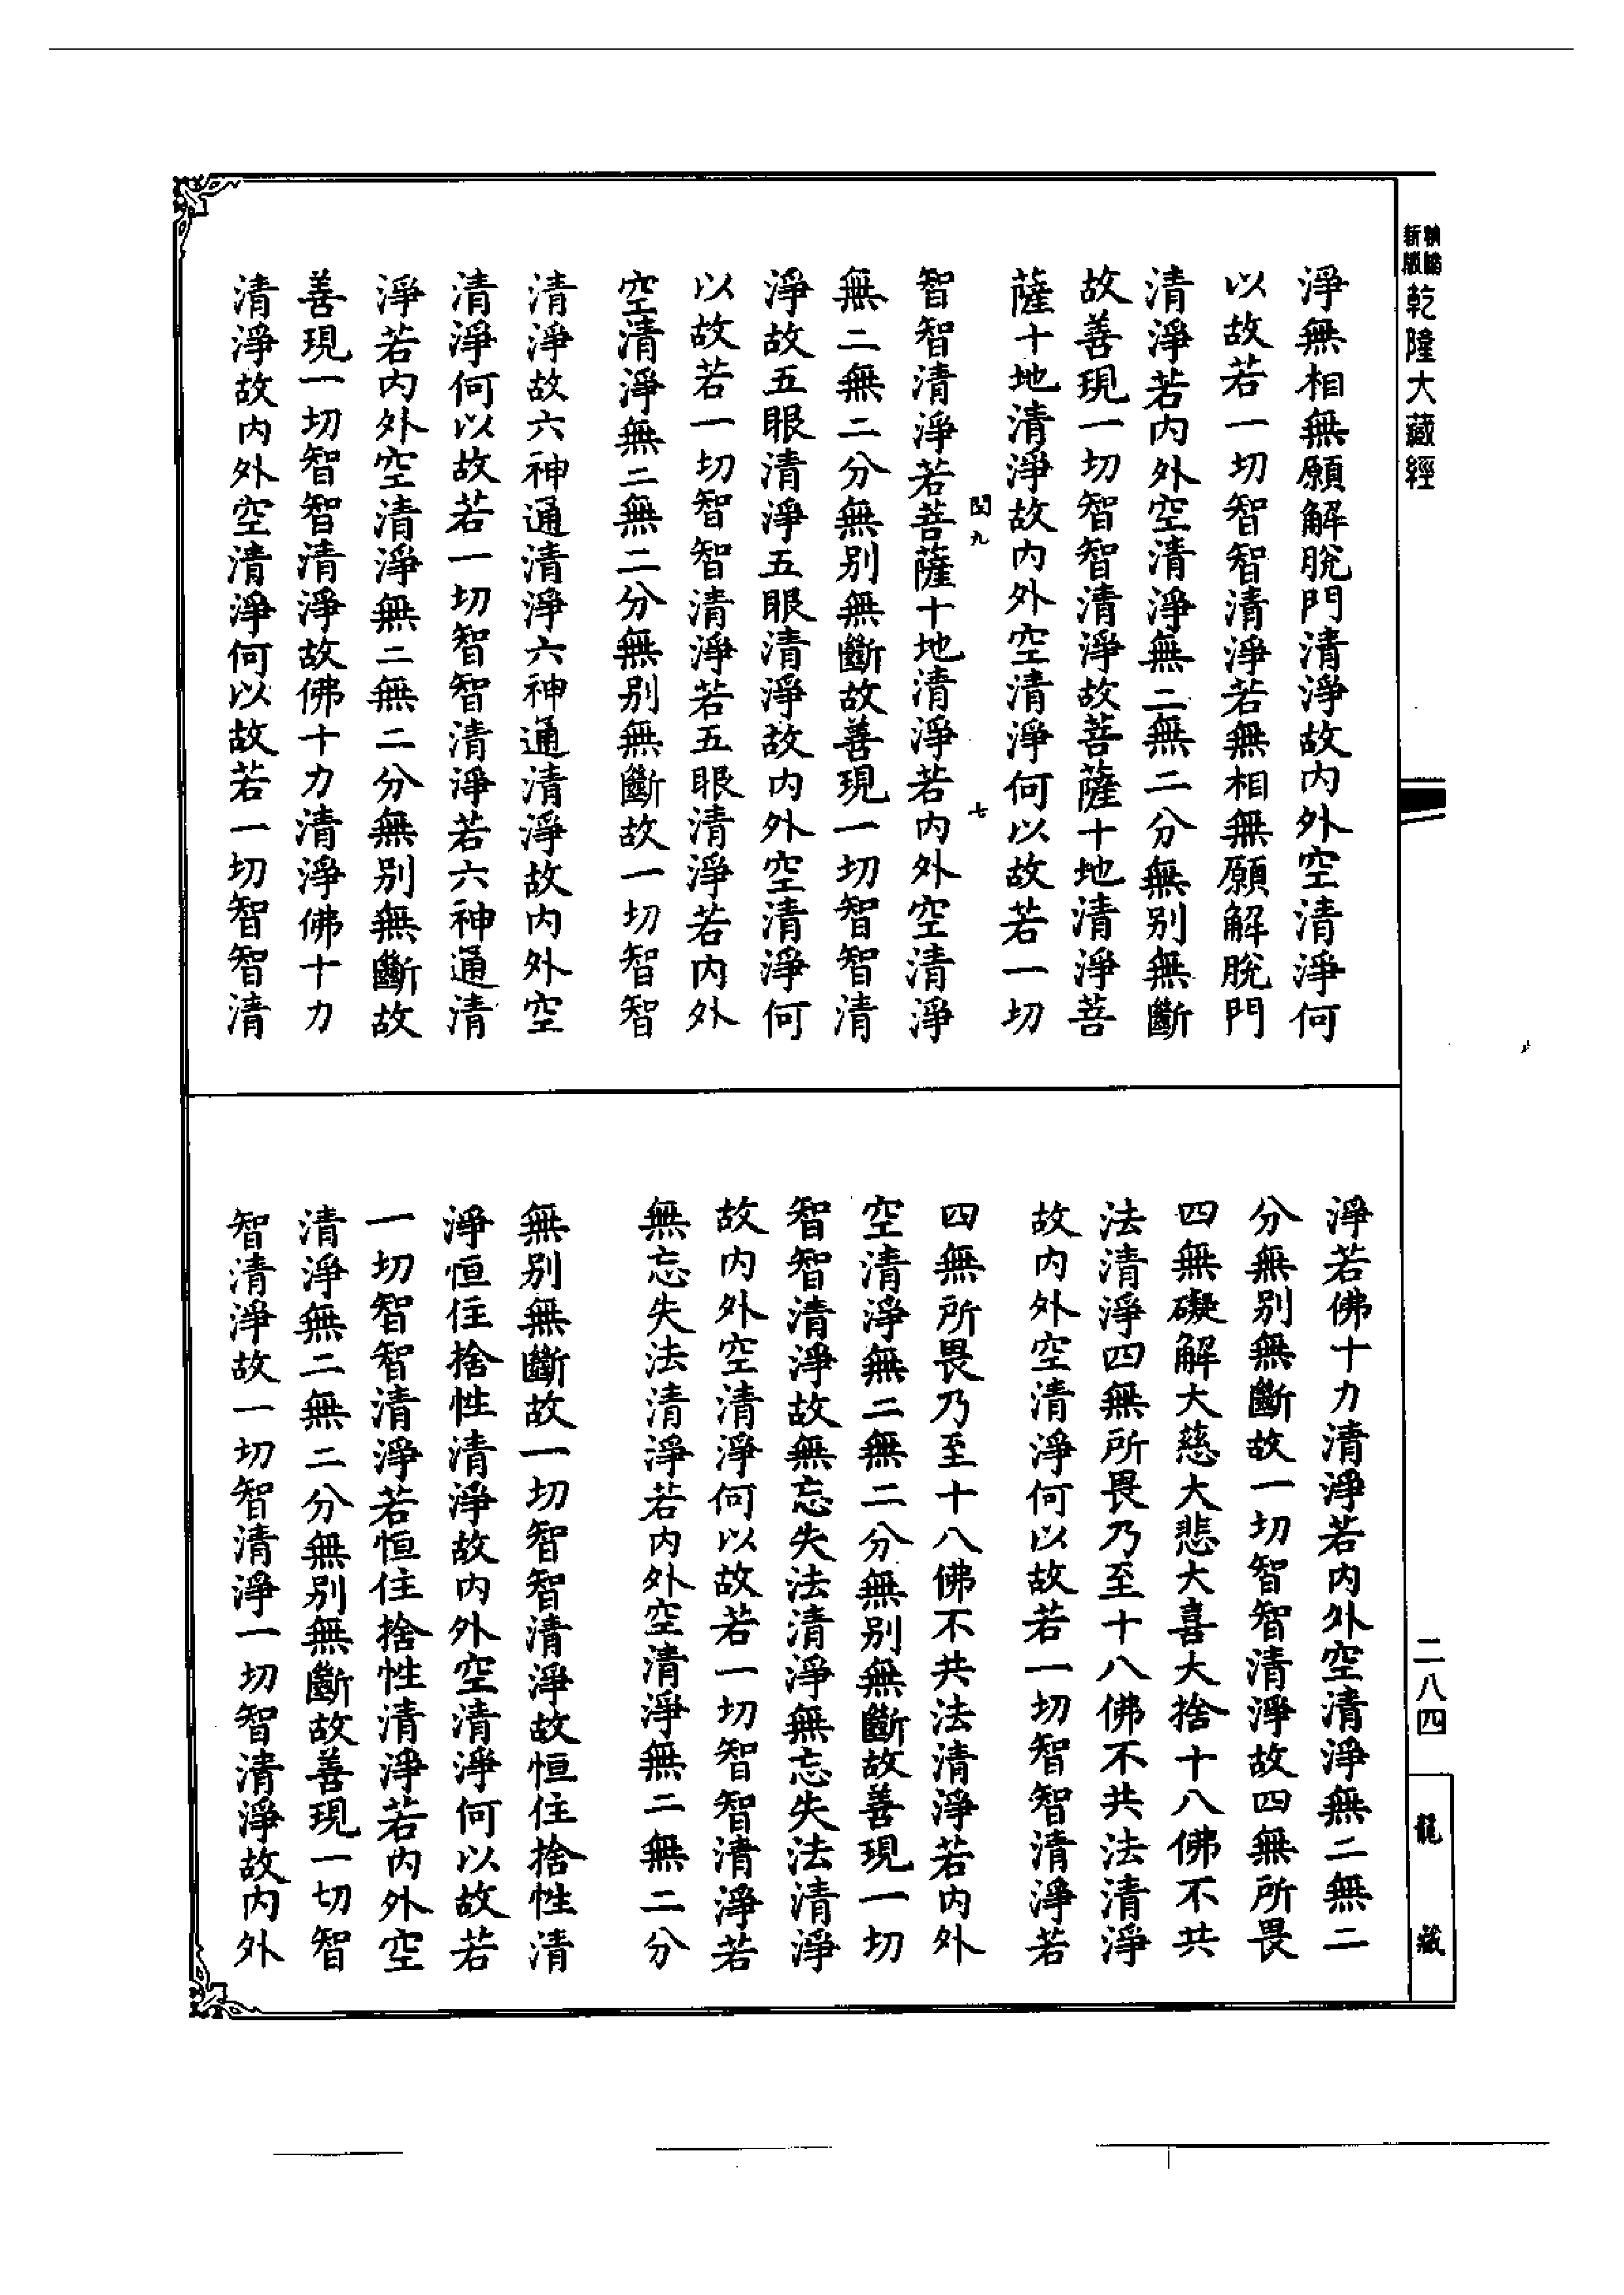 新版
乾隆大藏經
淨無相無願解脫門清淨故內外空清淨何
以故若一切智智清淨若無相無願解脫門
清淨若內外空清淨無二無二分無別無斷
故善現一切智智清淨故菩薩十地清淨菩
薩十地清淨故內外空清淨何以故若一切
閏九
七
智智清淨若菩薩十地清淨若內外空清淨
無二無二分無別無斷故善現一切智智清
淨故五眼清淨五眼清淨故內外空清淨何
以故若一切智智清淨若五眼清淨若內外
空清淨無二無二分無別無斷故一切智智
清淨故六神通清淨六神通清淨故內外空
清淨何以故若一切智智清淨若六神通清
淨若內外空清淨無二無二分無別無斷故
善現一切智智清淨故佛十力清淨佛十力
清淨故內外空清淨何以故若一切智智清
淨若佛十力清淨若內外空清淨無二無二
分無別無斷故一切智智清淨故四無所畏
四無礙解大慈大悲大喜大捨十八佛不共
法清淨四無所畏乃至十八佛不共法清淨
故內外空清淨何以故若一切智智清淨若
四無所畏乃至十八佛不共法清淨若內外
空清淨無二無二分無別無斷故善現一切
智智清淨故無忘失法清淨無忘失法清淨
故內外空清淨何以故若一切智智清淨若
無忘失法清淨若內外空清淨無二無二分
無別無斷故一切智智清淨故恒住捨性清
淨恒住捨性清淨故內外空清淨何以故若
一切智智清淨若恒住捨性清淨若內外空
清淨無二無二分無別無斷故善現一切智
智清淨故一切智清淨一切智清淨故內外
二八四
龍藏